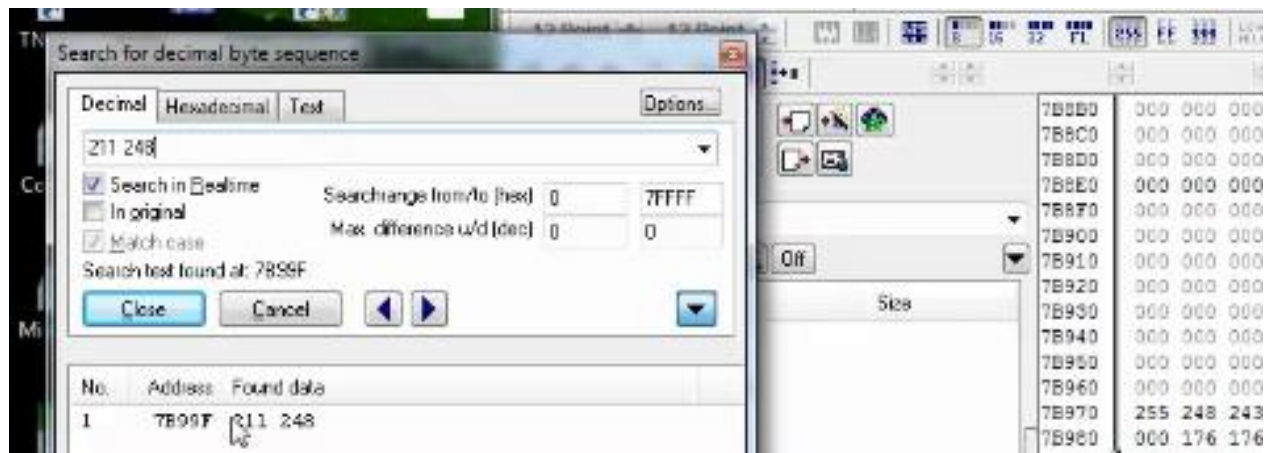 TN
Search for decimal byte sequence
Decimal Hexadecimal Text Options...
211 248
Search in Realtime
Searchrange from/to (hex) 0 7FFFF
In original
Max. difference u/d (dec) 0 0
Match case
Search text found at: 7B99F
Close Cancel
No. Address Found data
1 7B99F 211 248
Co
Mi
Off
Size
7B8B0 000 000 000
7B8C0 000 000 000
7B8D0 000 000 000
7B8E0 000 000 000
7B8F0 000 000 000
7B900 000 000 000
7B910 000 000 000
7B920 000 000 000
7B930 000 000 000
7B940 000 000 000
7B950 000 000 000
7B960 000 000 000
7B970 255 248 243
7B980 000 176 176